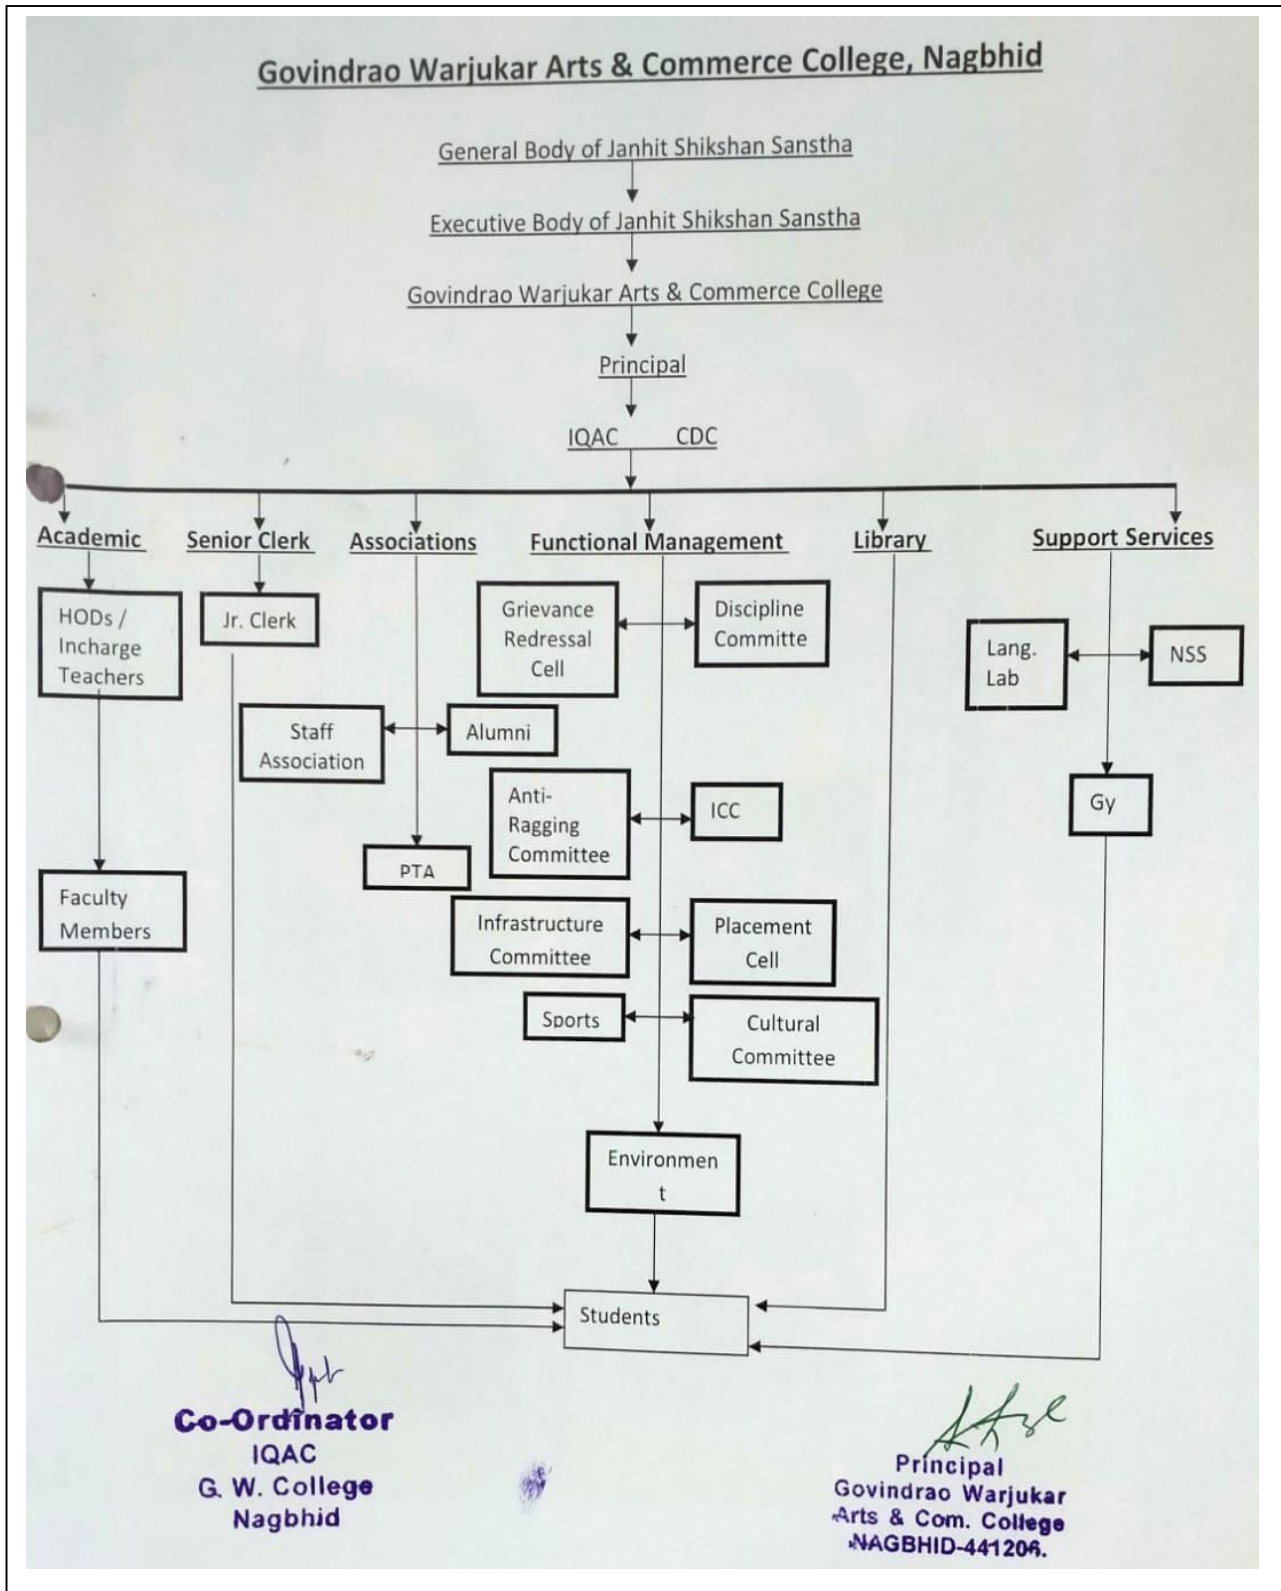 Govindrao Warjukar Arts & Commerce College, Nagbhid
General Body of Janhit Shikshan Sanstha
Executive Body of Janhit Shikshan Sanstha
Govindrao Warjukar Arts & Commerce College
Principal
IQAC CDC
Academic Senior Clerk Associations Functional Management Library Support Services
HODs /
Incharge
Teachers
Jr. Clerk
Grievance
Redressal
Cell
Discipline
Committe
Lang.
Lab
NSS
Staff
Association
Alumni
Anti-
Ragging
Committee
ICC
Gy
PTA
Faculty
Members
Infrastructure
Committee
Placement
Cell
Sports
Cultural
Committee
Environmen
t
Students
Co-Ordinator
IQAC
G. W. College
Nagbhid
Principal
Govindrao Warjukar
Arts & Com. College
NAGBHID-441206.